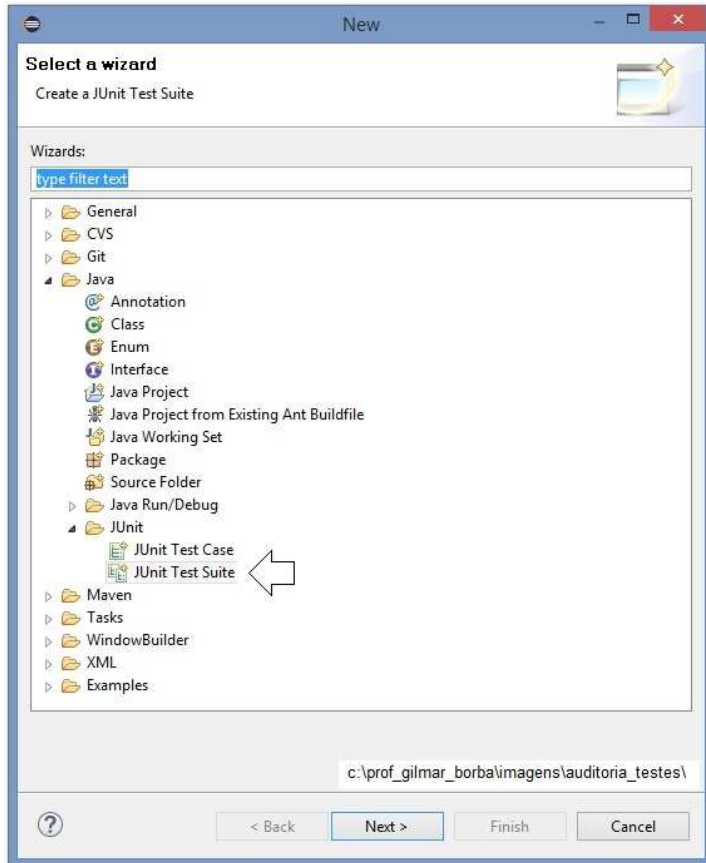 New
Select a wizard
Create a JUnit Test Suite
Wizards:
type filter text
General
CVS
Git
Java
Annotation
Class
Enum
Interface
Java Project
Java Project from Existing Ant Buildfile
Java Working Set
Package
Source Folder
Java Run/Debug
JUnit
JUnit Test Case
JUnit Test Suite
Maven
Tasks
WindowBuilder
XML
Examples
c:\prof_gilmar_borba\imagens\auditoria_testes\
? < Back Next > Finish Cancel